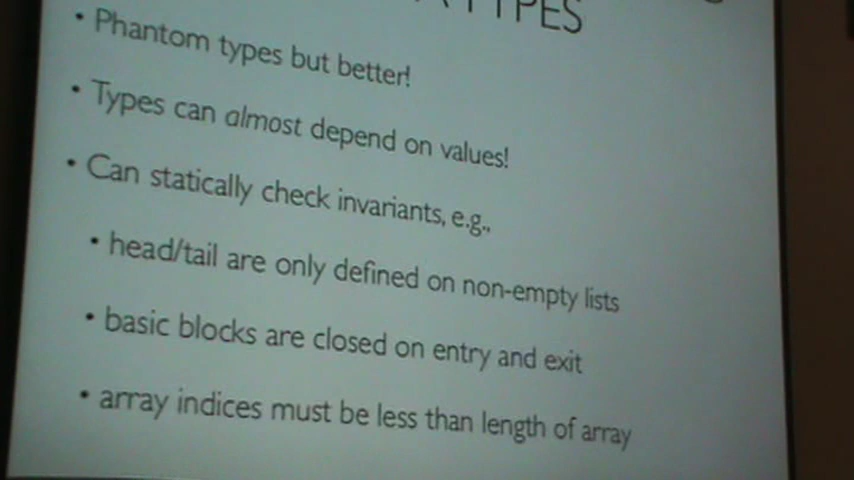 TYPES
• Phantom types but better!
• Types can almost depend on values!
• Can statically check invariants, e.g.,
• head/tail are only defined on non-empty lists
• basic blocks are closed on entry and exit
• array indices must be less than length of array